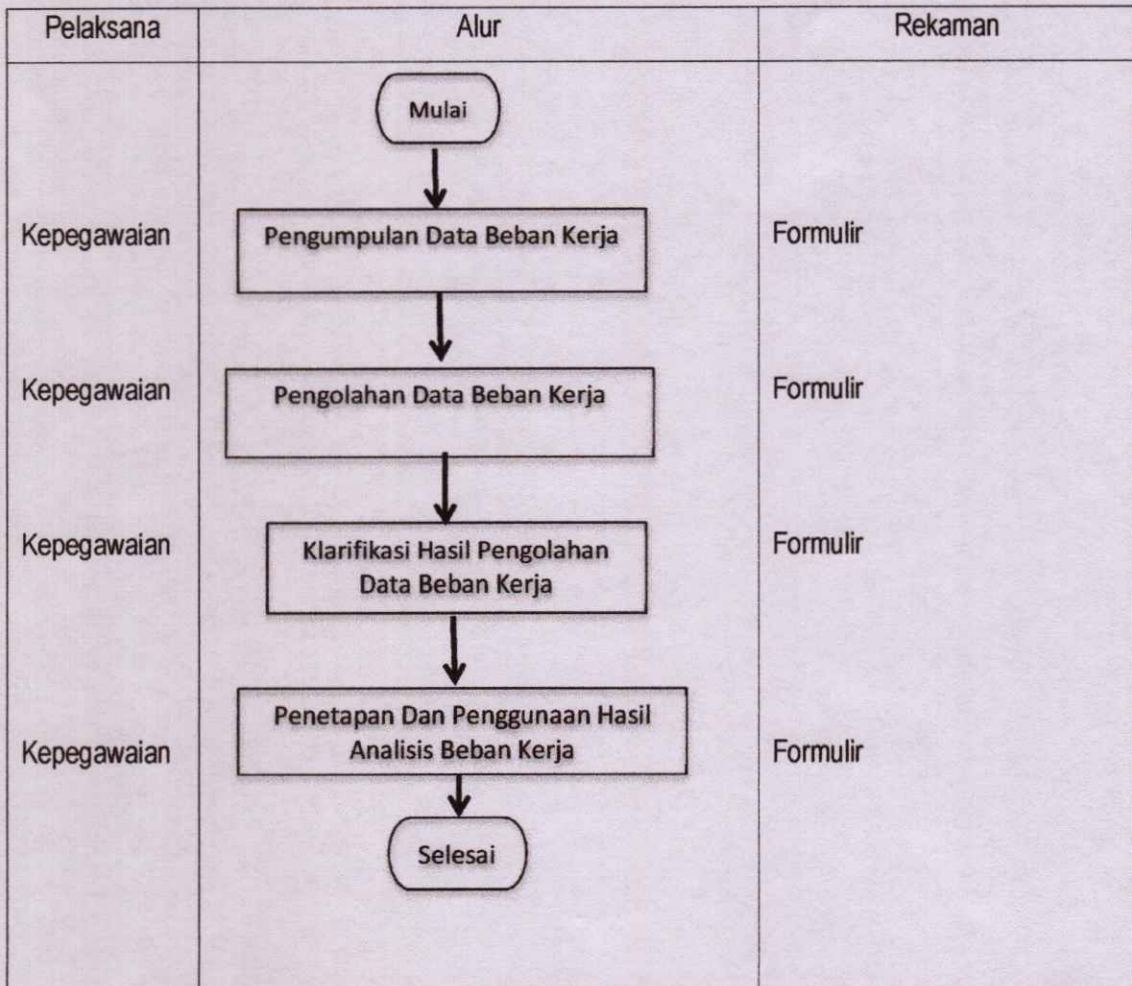 Pelaksana Alur Rekaman
Mulai
Kepegawaian Pengumpulan Data Beban Kerja Formulir
Kepegawaian Pengolahan Data Beban Kerja Formulir
Kepegawaian Klarifikasi Hasil Pengolahan Formulir
Data Beban Kerja
Penetapan Dan Penggunaan Hasil
Kepegawaian Analisis Beban Kerja Formulir
Selesai